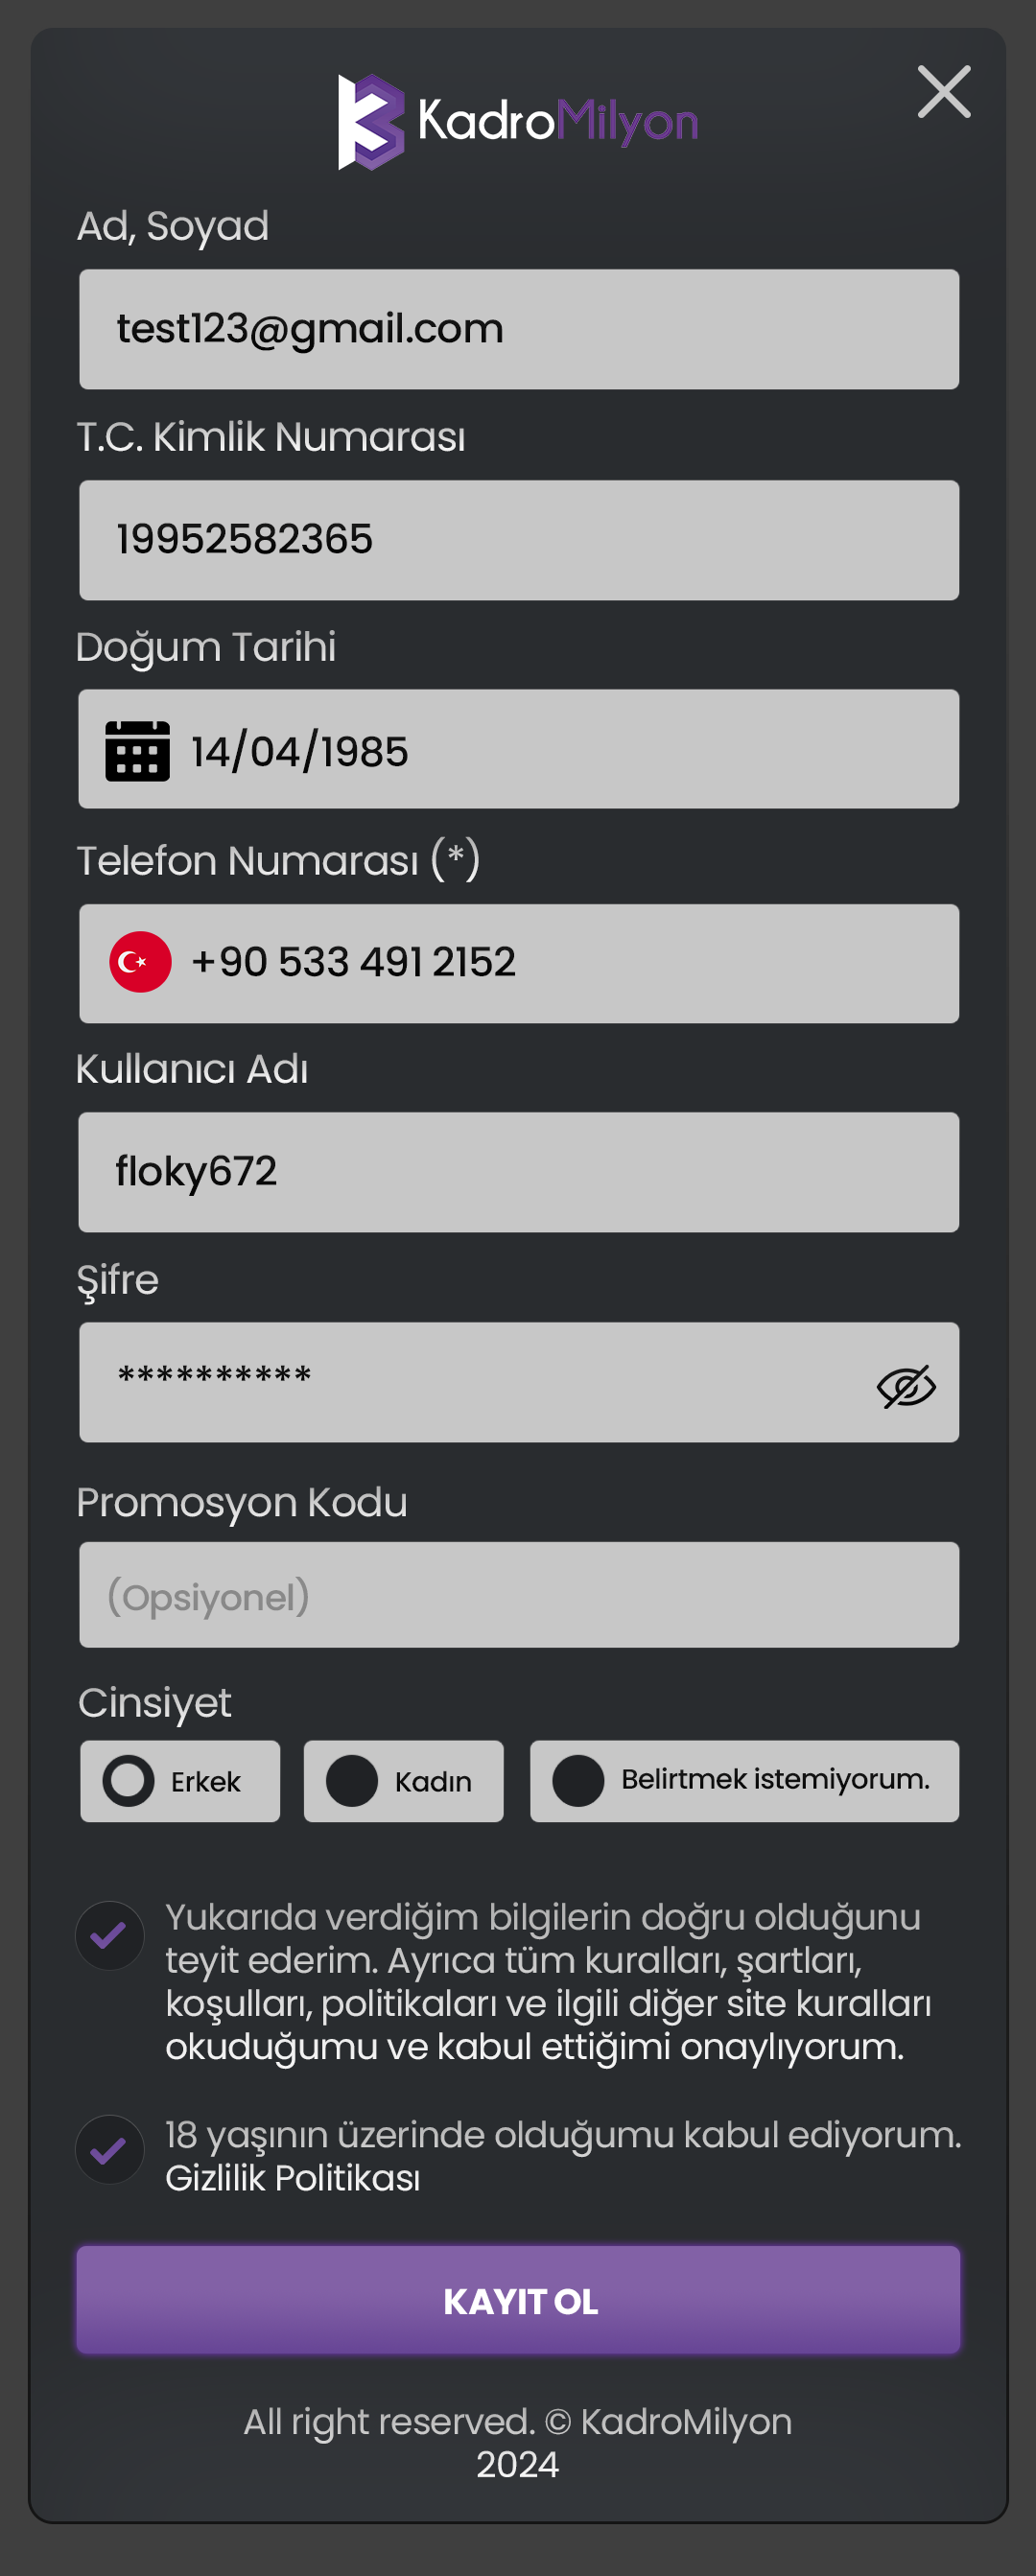 KadroMilyon
Ad, Soyad
test123@gmail.com
T.C. Kimlik Numarası
19952582365
Doğum Tarihi
14/04/1985
Telefon Numarası (*)
+90 533 491 2152
Kullanıcı Adı
floky672
Şifre
**********
Promosyon Kodu
(Opsiyonel)
Cinsiyet
Erkek
Kadın
Belirtmek istemiyorum.
Yukarıda verdiğim bilgilerin doğru olduğunu
teyit ederim. Ayrıca tüm kuralları, şartları,
koşulları, politikaları ve ilgili diğer site kuralları
okuduğumu ve kabul ettiğimi onaylıyorum.
18 yaşının üzerinde olduğumu kabul ediyorum.
Gizlilik Politikası
KAYIT OL
All right reserved. © KadroMilyon
2024